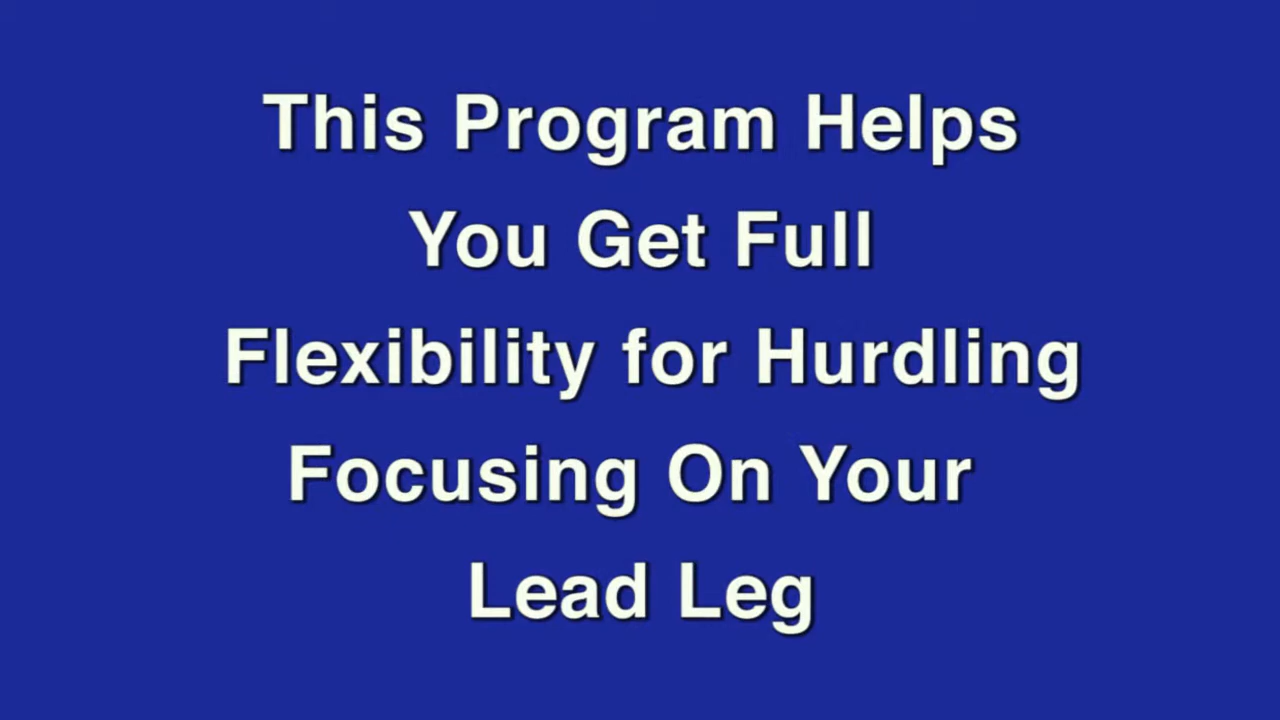 This Program Helps
You Get Full
Flexibility for Hurdling
Focusing On Your
Lead Leg